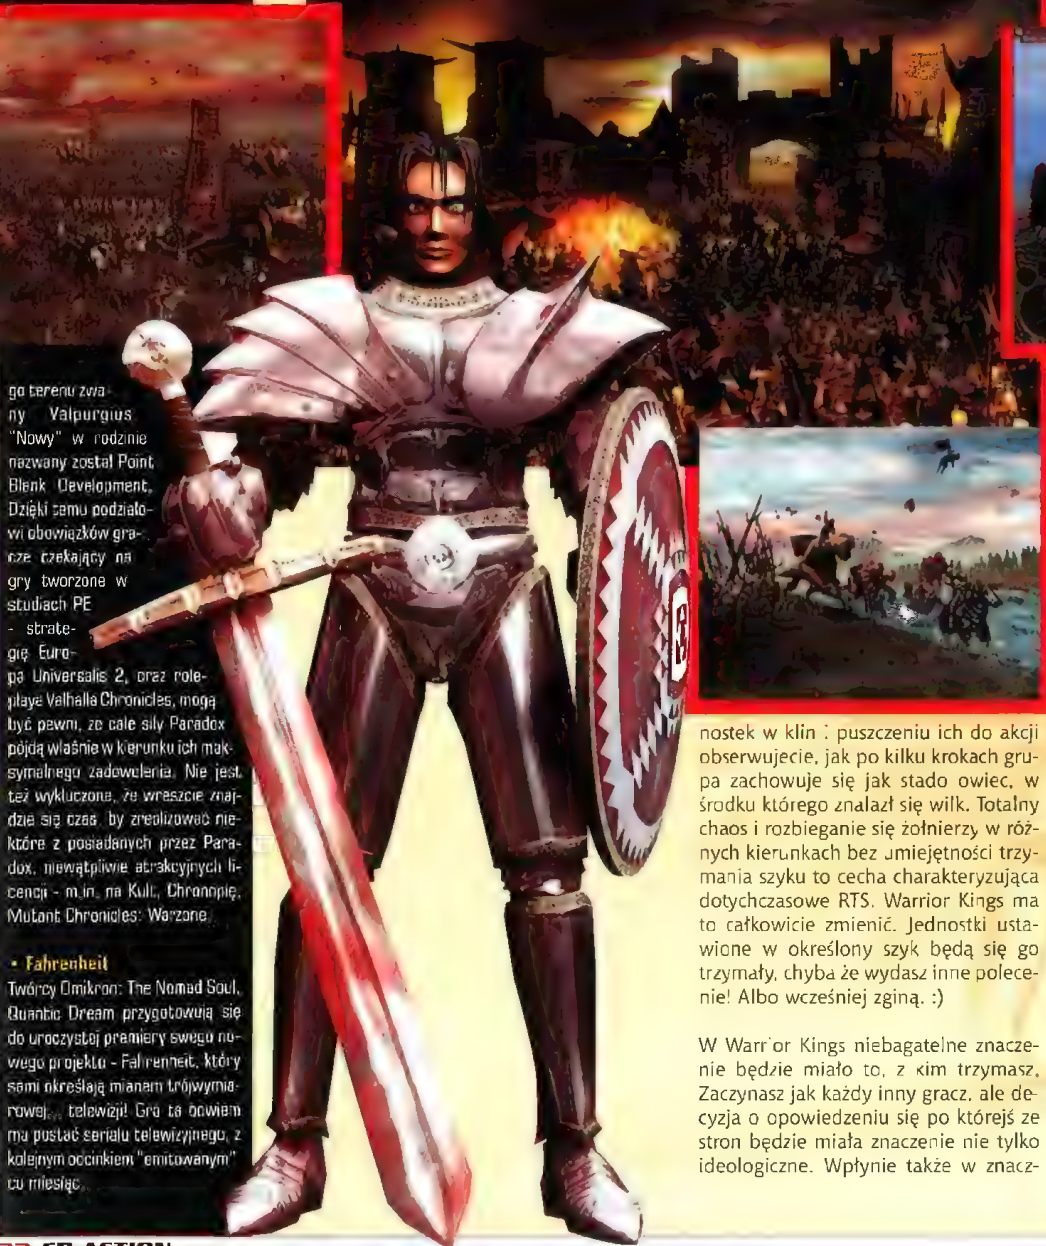 go terenu zwa-
ny Valpurgius
"Nowy" w rodzinie
nazwany został Point
Blank Development.
Dzięki temu podziało-
wi obowiązków gra-
cze czekający na
gry tworzone w
studiach PE
- strate-
gię Euro-
pa Universalis 2, oraz role-
playa Valhalla Chronicles, mogą
być pewni, że całe siły Paradox
pójdą właśnie w kierunku ich mak-
symalnego zadowolenia. Nie jest
też wykluczone, że wreszcie znaj-
dzie się czas, by zrealizować nie-
które z posiadanych przez Para-
dox, niewątpliwie atrakcyjnych li-
cencji - m.in. na Kult, Chronopię,
Mutant Chronicles: Warzone.
• Fahrenheit
Twórcy Omikron: The Nomad Soul,
Quantic Dream przygotowują się
do uroczystej premiery swego no-
wego projektu - Fahrenheit, który
sami określają mianem trójwymia-
rowej... telewizji! Gra ta bowiem
ma postać serialu telewizyjnego, z
kolejnym odcinkiem "emitowanym"
co miesiąc.
nostek w klin i puszczeniu ich do akcji
obserwujecie, jak po kilku krokach gru-
pa zachowuje się jak stado owiec, w
środku którego znalazł się wilk. Totalny
chaos i rozbieganie się żołnierzy w róż-
nych kierunkach bez umiejętności trzy-
mania szyku to cecha charakteryzująca
dotychczasowe RTS. Warrior Kings ma
to całkowicie zmienić. Jednostki usta-
wione w określony szyk będą się go
trzymały, chyba że wydasz inne polece-
nie! Albo wcześniej zginą. :)
W Warrior Kings niebagatelne znacze-
nie będzie miało to, z kim trzymasz.
Zaczynasz jak każdy inny gracz, ale de-
cyzja o opowiedzeniu się po którejś ze
stron będzie miała znaczenie nie tylko
ideologiczne. Wpłynie także w znacz-
CD-ACTION